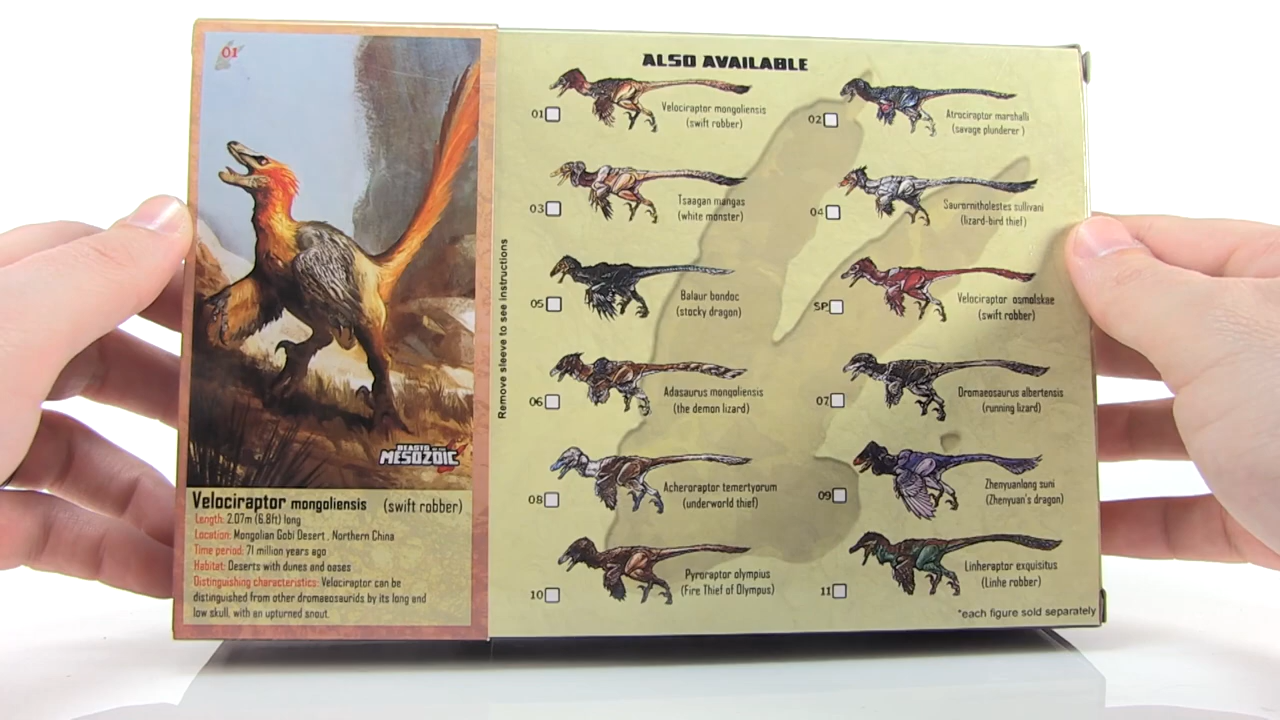 01
BEASTS OF THE
MESOZOIC
Velociraptor mongoliensis (swift robber)
Length: 2.07m (6.8ft) long
Location: Mongolian Gobi Desert , Northern China
Time period: 71 million years ago
Habitat: Deserts with dunes and oases
Distinguishing characteristics: Velociraptor can be
distinguished from other dromaeosaurids by its long and
low skull, with an upturned snout.
Remove sleeve to see instructions
ALSO AVAILABLE
01
Velociraptor mongoliensis
(swift robber)
02
Atrociraptor marshalli
(savage plunderer )
03
Tsaagan mangas
(white monster)
04
Saurornitholestes sullivani
(lizard-bird thief)
05
Balaur bondoc
(stocky dragon)
SP
Velociraptor osmolskae
(swift robber)
06
Adasaurus mongoliensis
(the demon lizard)
07
Dromaeosaurus albertensis
(running lizard)
08
Acheroraptor temertyorum
(underworld thief)
09
Zhenyuanlong suni
(Zhenyuan's dragon)
10
Pyroraptor olympius
(Fire Thief of Olympus)
11
Linheraptor exquisitus
(Linhe robber)
*each figure sold separately